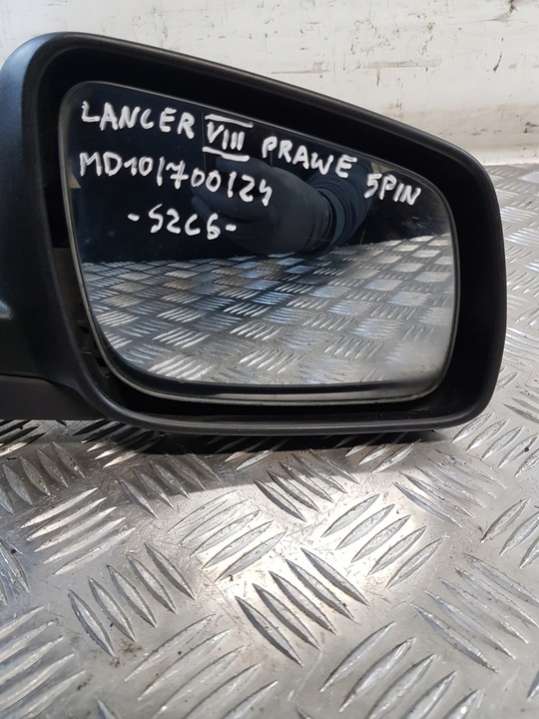 LANCER VIII PRAWE 5PIN
MD101700124
-S2C6-